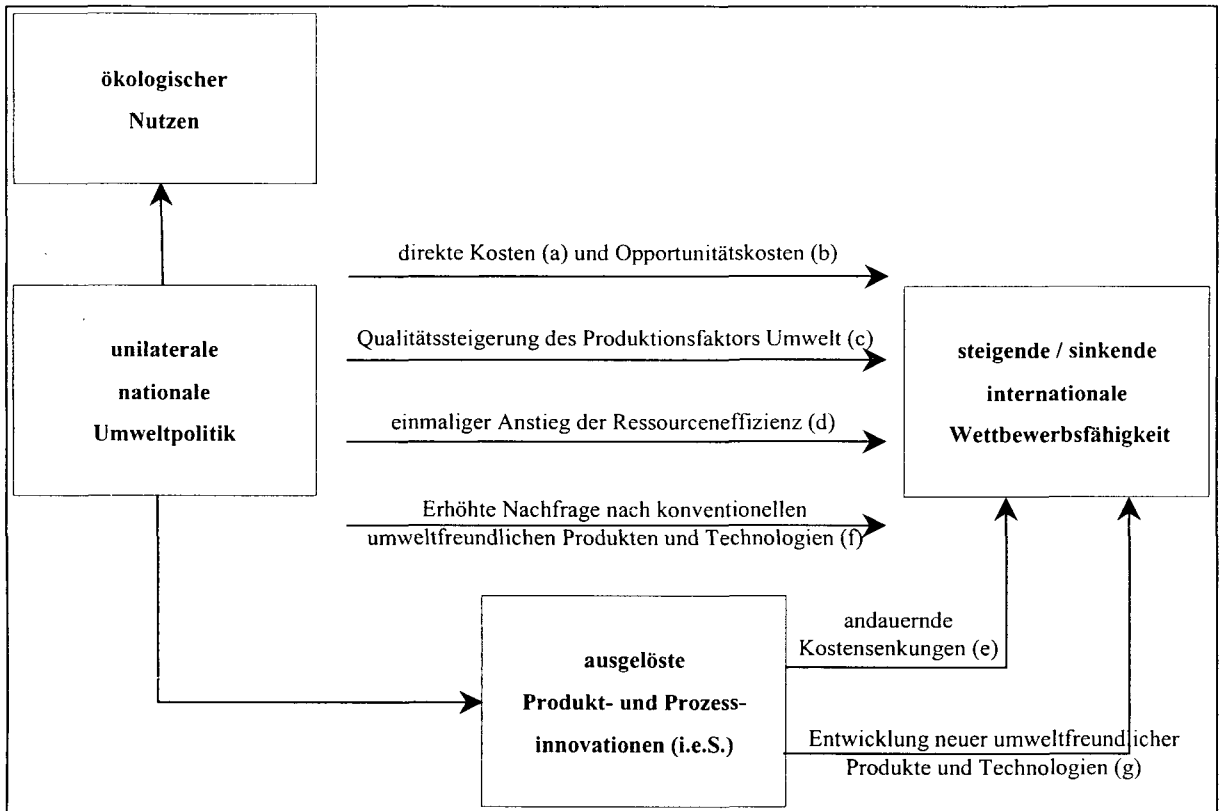 ökologischer
Nutzen
direkte Kosten (a) und Opportunitätskosten (b)
unilaterale
nationale
Umweltpolitik
Qualitätssteigerung des Produktionsfaktors Umwelt (c)
einmaliger Anstieg der Ressourceneffizienz (d)
Erhöhte Nachfrage nach konventionellen
umweltfreundlichen Produkten und Technologien (f)
steigende / sinkende
internationale
Wettbewerbsfähigkeit
ausgelöste
Produkt- und Prozess-
innovationen (i.e.S.)
andauernde
Kostensenkungen (e)
Entwicklung neuer umweltfreundlicher
Produkte und Technologien (g)